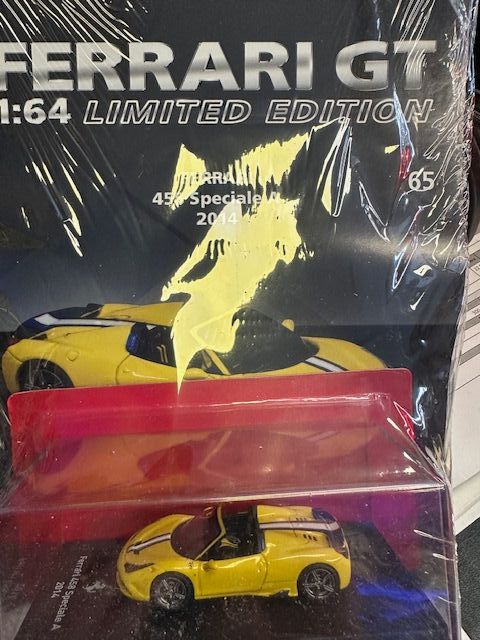 FERRARI GT
1:64 LIMITED EDITION
FERRARI
65
458 Speciale A
2014
Ferrari 458 Speciale A
2014